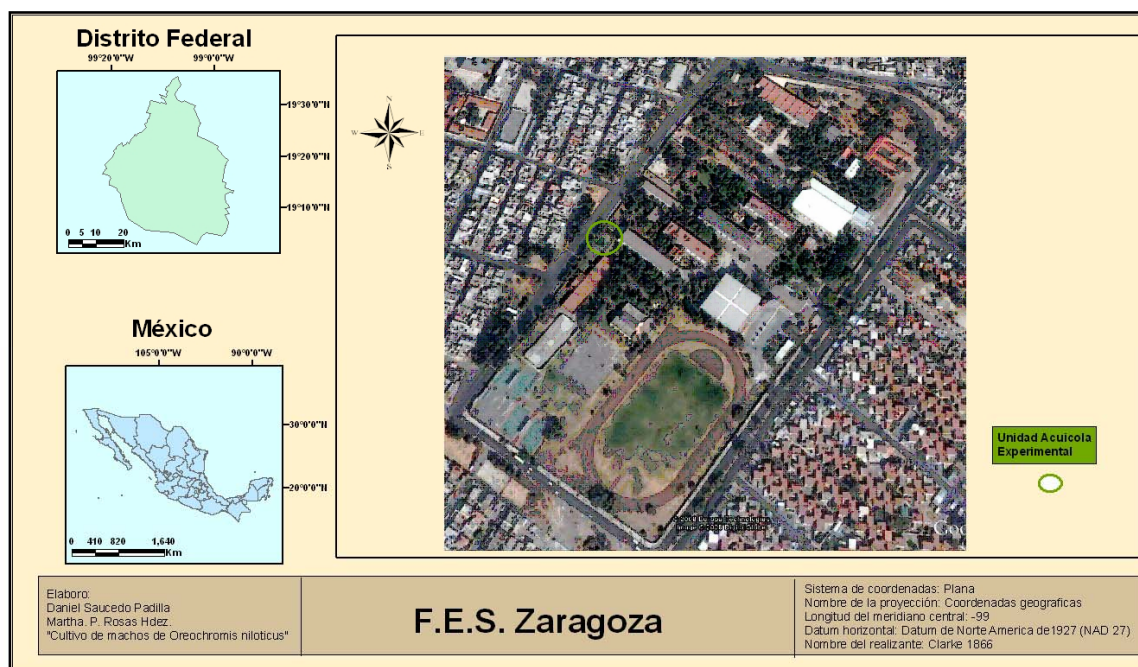 Distrito Federal
99°20'0"W 99°0'0"W
19°30'0"N
19°20'0"N
19°10'0"N
0 5 10 20
Km
México
105°0'0"W 90°0'0"W
30°0'0"N
20°0'0"N
0 410 820 1,640
Km
N
W E
S
Unidad Acuicola
Experimental
Elaboro:
Daniel Saucedo Padilla
Martha. P. Rosas Hdez.
"Cultivo de machos de Oreochromis niloticus"
F.E.S. Zaragoza
Sistema de coordenadas: Plana
Nombre de la proyección: Coordenadas geograficas
Longitud del meridiano central: -99
Datum horizontal: Datum de Norte America de 1927 (NAD 27)
Nombre del realizante: Clarke 1866